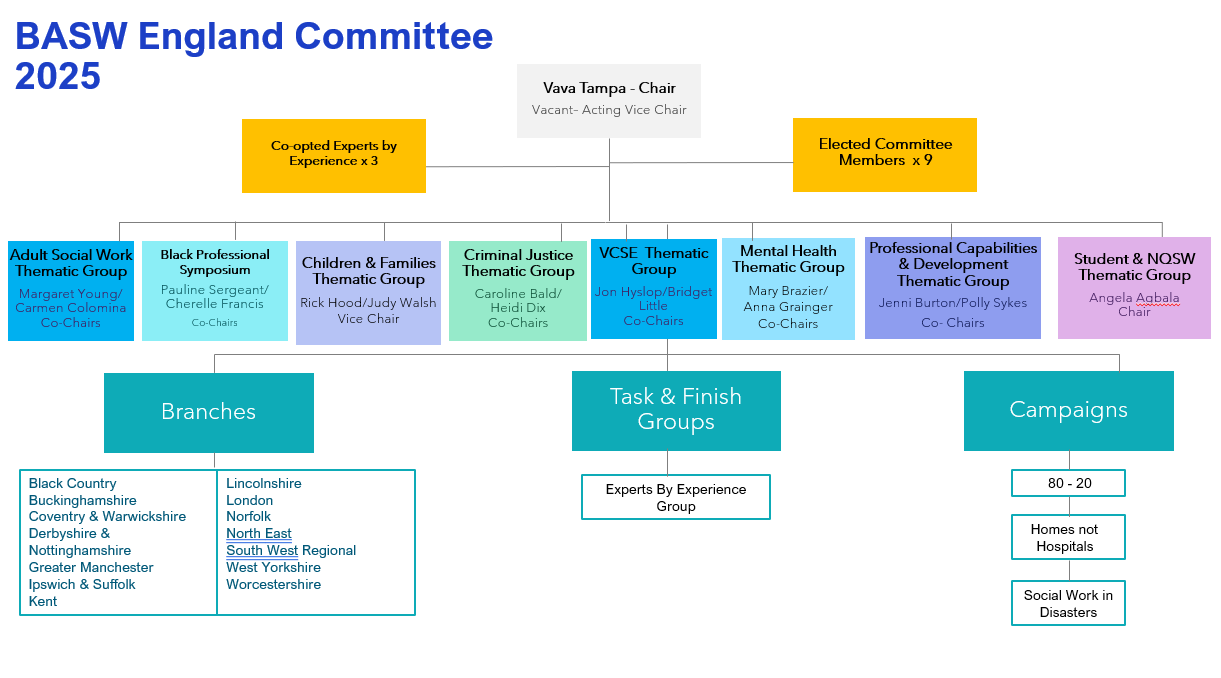 BASW England Committee
2025
Vava Tampa - Chair
Vacant- Acting Vice Chair
Co-opted Experts by
Experience x 3
Elected Committee
Members x 9
Adult Social Work
Thematic Group
Margaret Young/
Carmen Colomina
Co-Chairs
Black Professional
Symposium
Pauline Sergeant/
Cherelle Francis
Co-Chairs
Children & Families
Thematic Group
Rick Hood/Judy Walsh
Vice Chair
Criminal Justice
Thematic Group
Caroline Bald/
Heidi Dix
Co-Chairs
VCSE Thematic
Group
Jon Hyslop/Bridget
Little
Co-Chairs
Mental Health
Thematic Group
Mary Brazier/
Anna Grainger
Co-Chairs
Professional Capabilities
& Development
Thematic Group
Jenni Burton/Polly Sykes
Co- Chairs
Student & NQSW
Thematic Group
Angela Agbala
Chair
Branches
Black Country
Buckinghamshire
Coventry & Warwickshire
Derbyshire &
Nottinghamshire
Greater Manchester
Ipswich & Suffolk
Kent
Lincolnshire
London
Norfolk
North East
South West Regional
West Yorkshire
Worcestershire
Task & Finish
Groups
Experts By Experience
Group
Campaigns
80 - 20
Homes not
Hospitals
Social Work in
Disasters